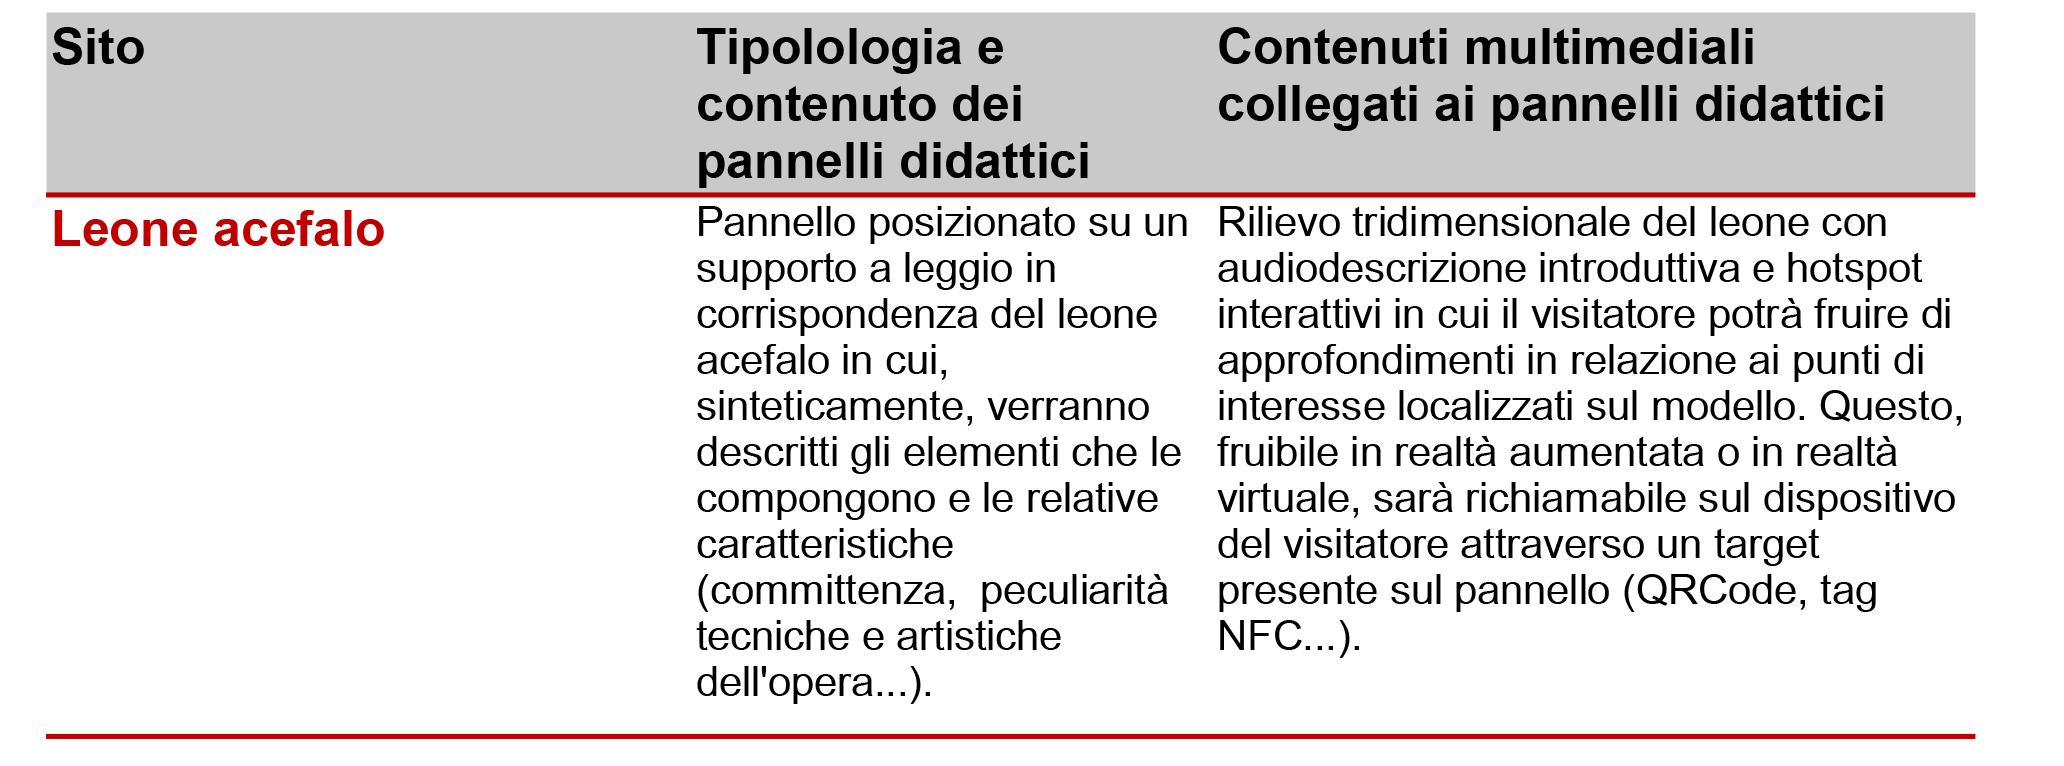 Sito
Tipolologia e
contenuto dei
pannelli didattici
Contenuti multimediali
collegati ai pannelli didattici
Leone acefalo
Pannello posizionato su un
supporto a leggio in
corrispondenza del leone
acefalo in cui,
sinteticamente, verranno
descritti gli elementi che le
compongono e le relative
caratteristiche
(committenza,  peculiarità
tecniche e artistiche
dell'opera...).
Rilievo tridimensionale del leone con
audiodescrizione introduttiva e hotspot
interattivi in cui il visitatore potrà fruire di
approfondimenti in relazione ai punti di
interesse localizzati sul modello. Questo,
fruibile in realtà aumentata o in realtà
virtuale, sarà richiamabile sul dispositivo
del visitatore attraverso un target
presente sul pannello (QRCode, tag
NFC...).